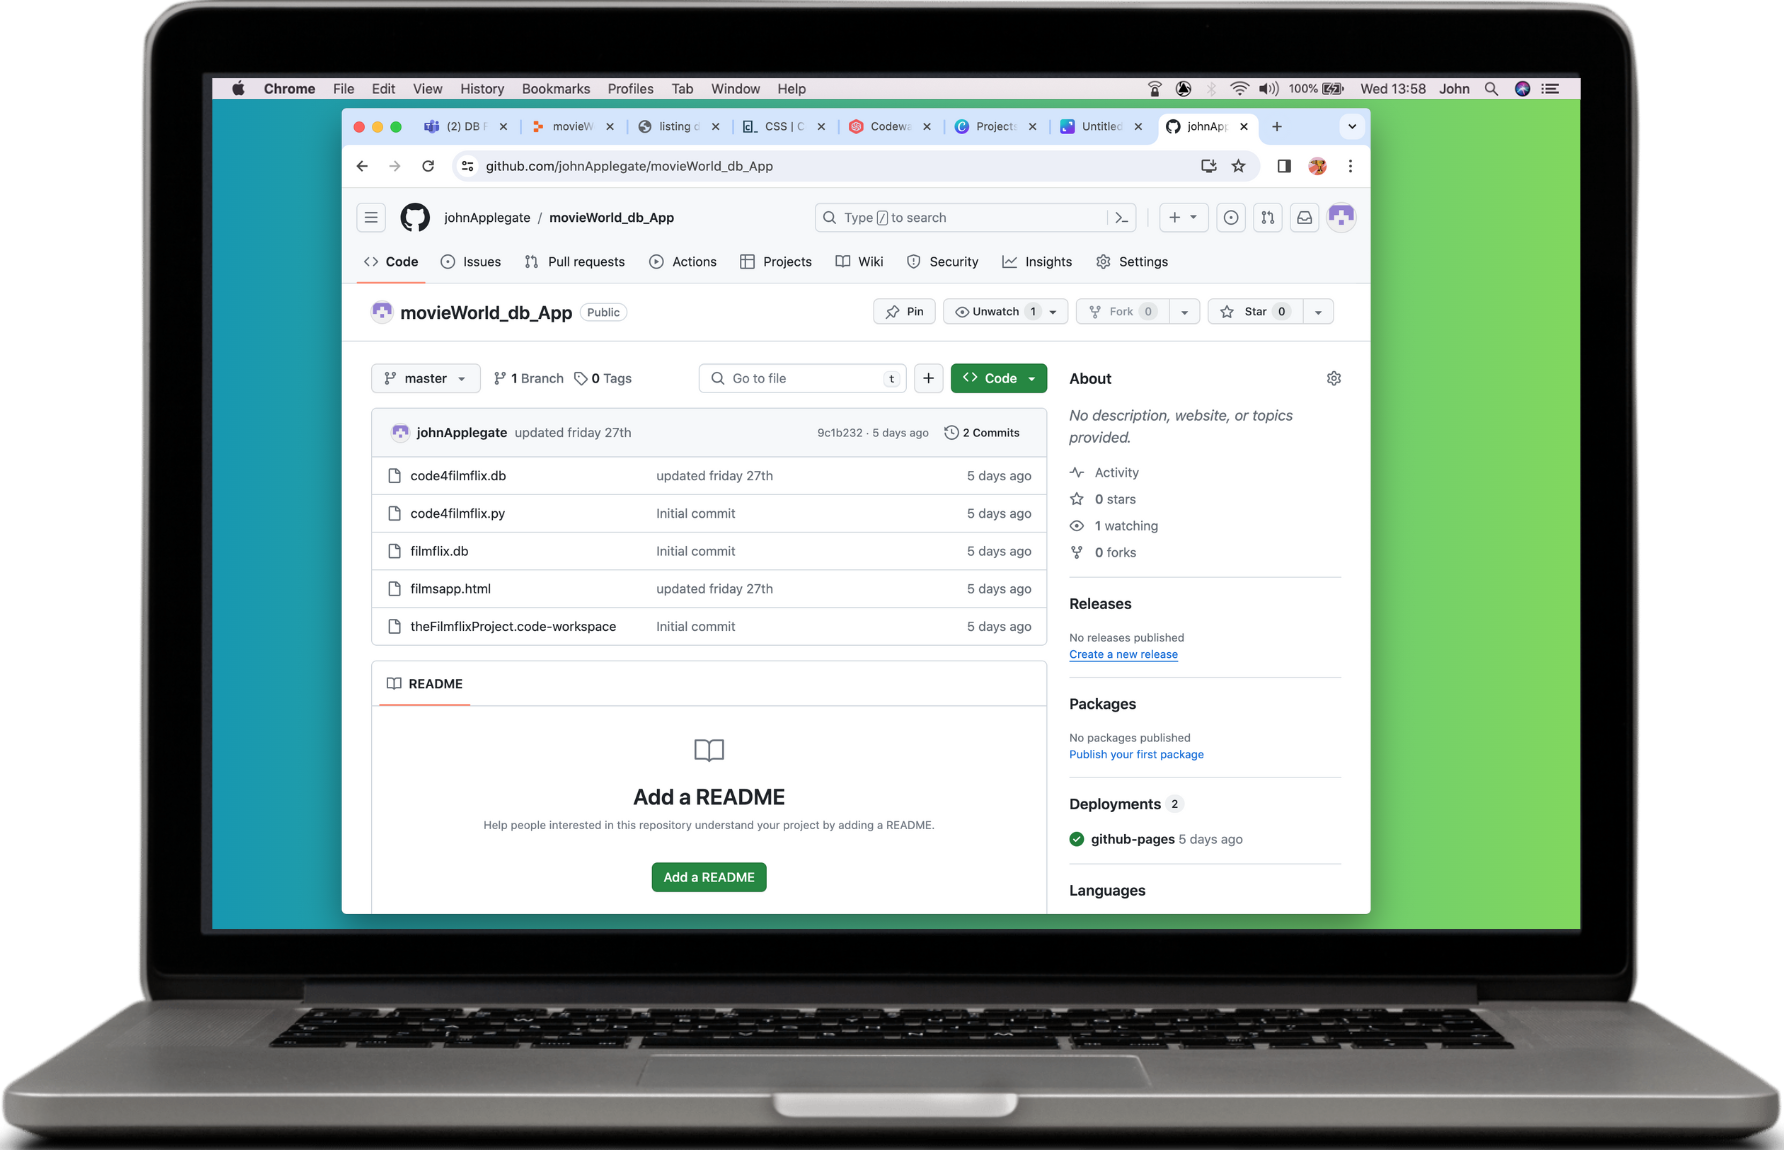 Chrome File Edit View History Bookmarks Profiles Tab Window Help 100% Wed 13:58 John
(2) DB movieW listing CSS | C Codewa Projects Untitled johnApp
github.com/johnApplegate/movieWorld_db_App
johnApplegate / movieWorld_db_App Type / to search
Code Issues Pull requests Actions Projects Wiki Security Insights Settings
movieWorld_db_App Public Pin Unwatch 1 Fork 0 Star 0
master 1 Branch 0 Tags Go to file t Code
johnApplegate updated friday 27th 9c1b232 · 5 days ago 2 Commits
code4filmflix.db updated friday 27th 5 days ago
code4filmflix.py Initial commit 5 days ago
filmflix.db Initial commit 5 days ago
filmsapp.html updated friday 27th 5 days ago
theFilmflixProject.code-workspace Initial commit 5 days ago
README
Add a README
Help people interested in this repository understand your project by adding a README.
Add a README
About
No description, website, or topics
provided.
Activity
0 stars
1 watching
0 forks
Releases
No releases published
Create a new release
Packages
No packages published
Publish your first package
Deployments 2
github-pages 5 days ago
Languages